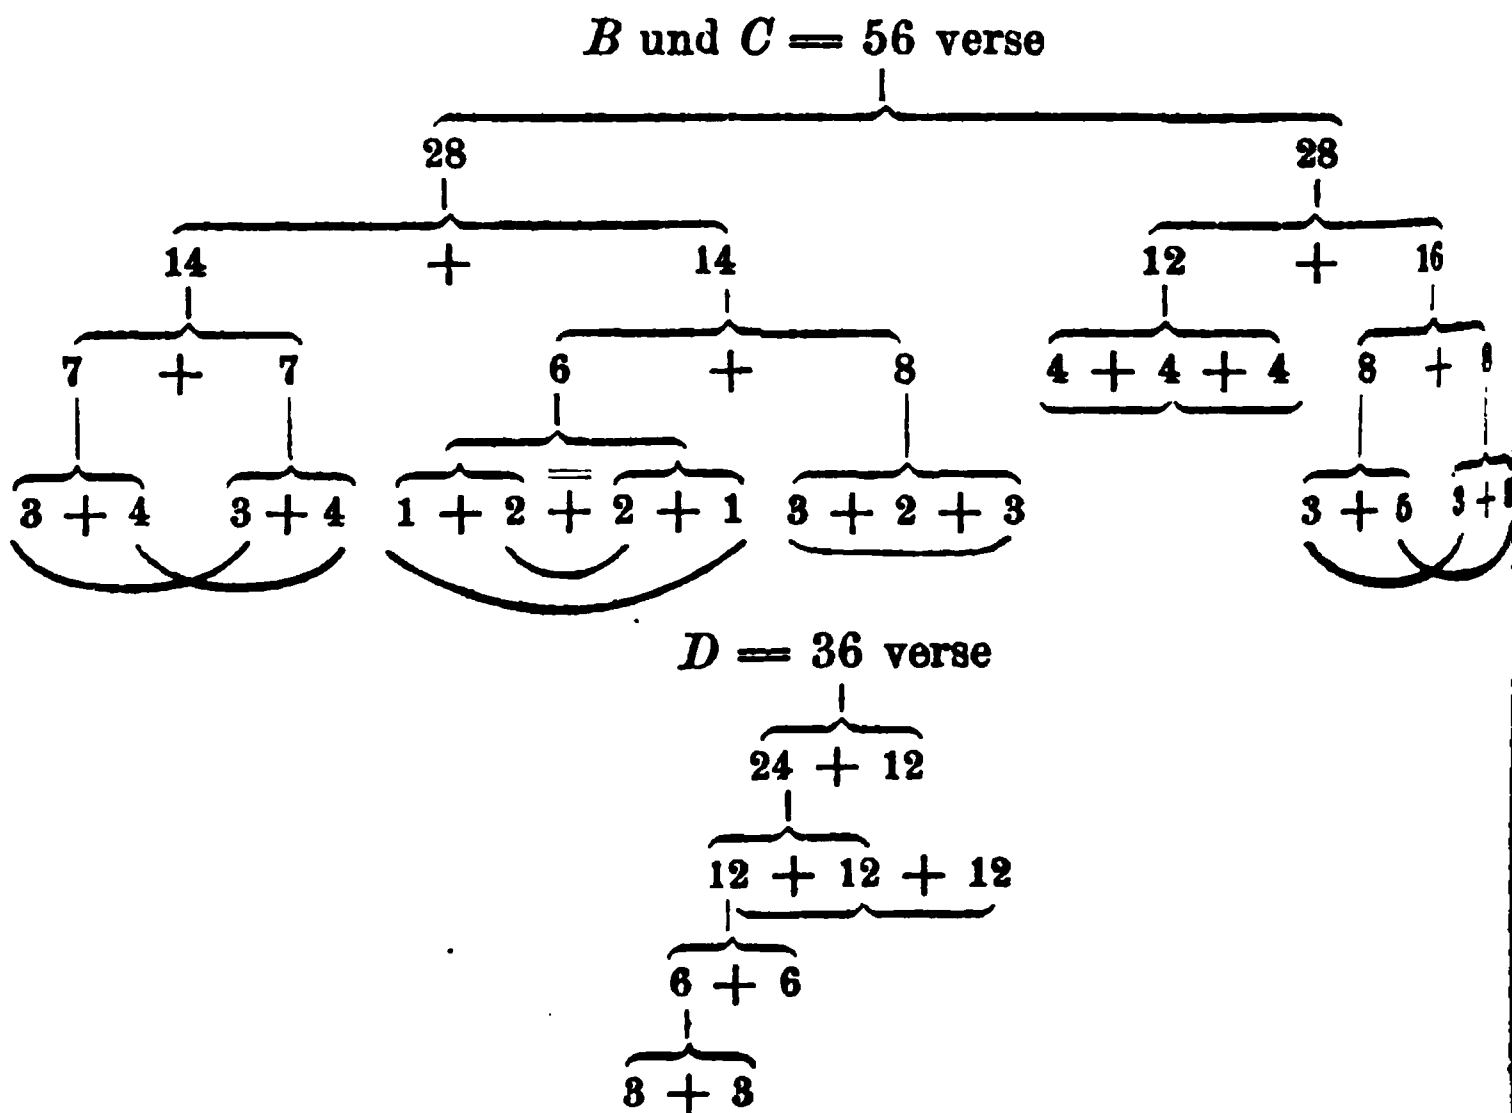 B und C = 56 verse
28 28
14 + 14 12 + 16
7 + 7 6 + 8 4 + 4 + 4 8 +
=
3 + 4 3 + 4 1 + 2 + 2 + 1 3 + 2 + 3 3 + 5 3 +
D = 36 verse
24 + 12
12 + 12 + 12
6 + 6
3 + 3